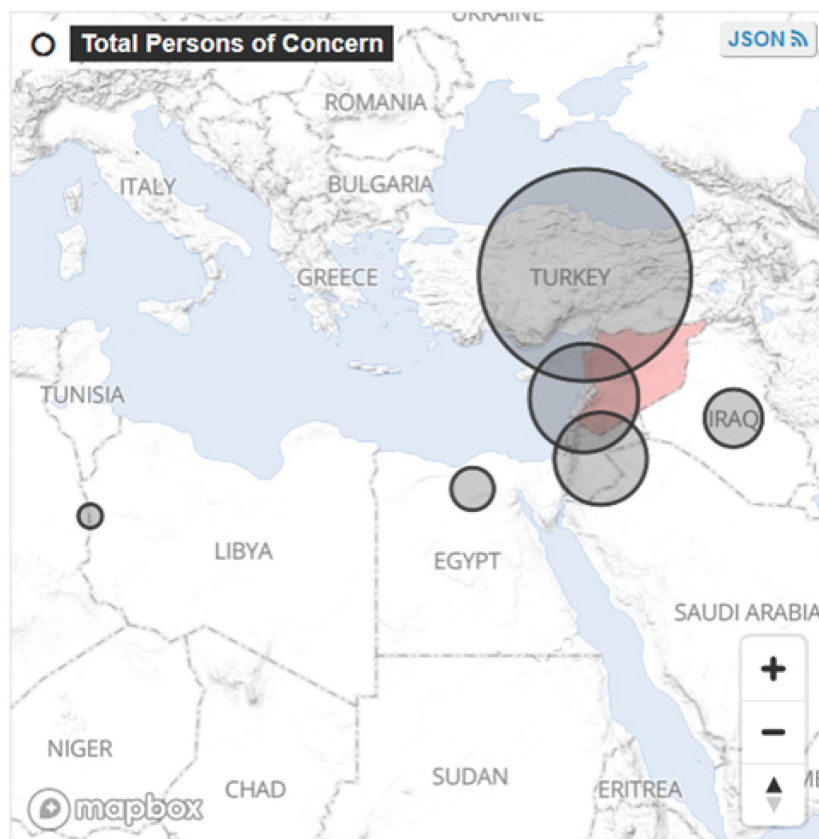 UKRAINE
Total Persons of Concern
JSON
ROMANIA
ITALY
BULGARIA
GREECE
TURKEY
TUNISIA
IRAQ
LIBYA
EGYPT
SAUDI ARABIA
NIGER
CHAD
SUDAN
ERITREA
mapbox